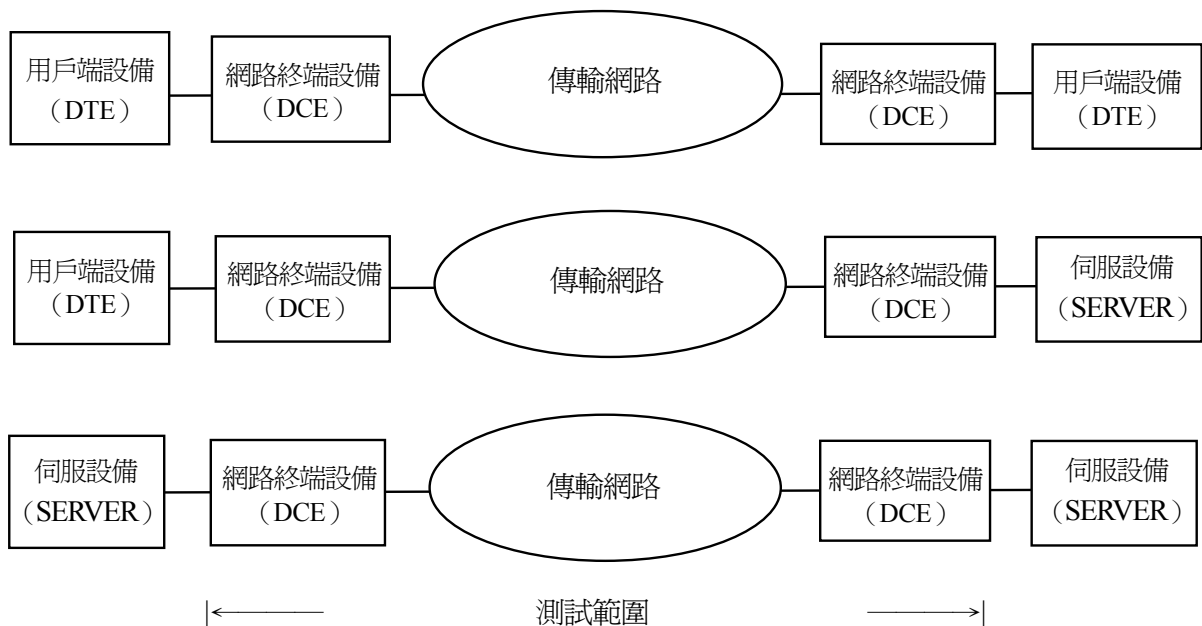 用戶端設備
（DTE）
網路終端設備
（DCE）
傳輸網路
網路終端設備
（DCE）
用戶端設備
（DTE）
用戶端設備
（DTE）
網路終端設備
（DCE）
傳輸網路
網路終端設備
（DCE）
伺服設備
（SERVER）
伺服設備
（SERVER）
網路終端設備
（DCE）
傳輸網路
網路終端設備
（DCE）
伺服設備
（SERVER）
測試範圍